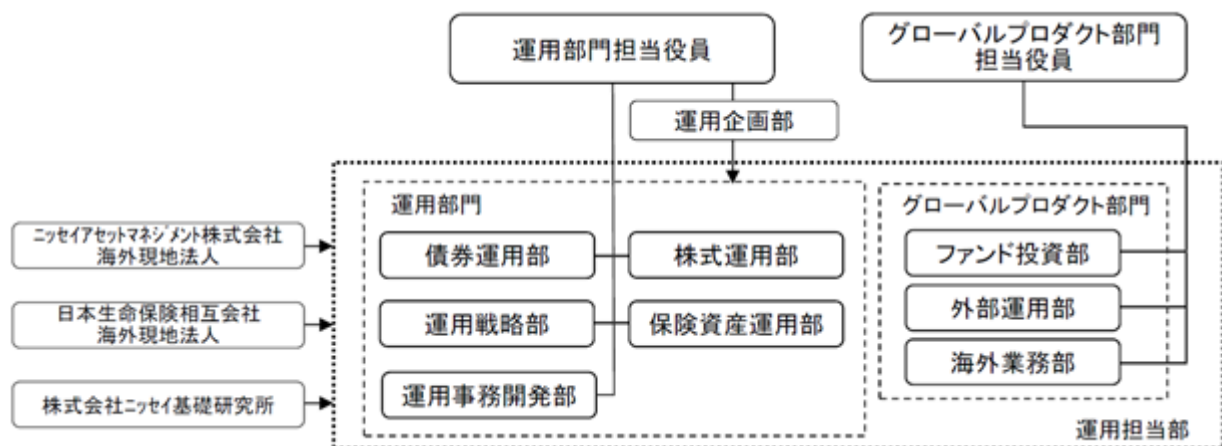 運用部門担当役員
グローバルプロダクト部門
担当役員
運用企画部
運用部門
グローバルプロダクト部門
ニッセイアセットマネジメント株式会社
海外現地法人
債券運用部
株式運用部
ファンド投資部
日本生命保険相互会社
海外現地法人
運用戦略部
保険資産運用部
外部運用部
海外業務部
株式会社ニッセイ基礎研究所
運用事務開発部
運用担当部